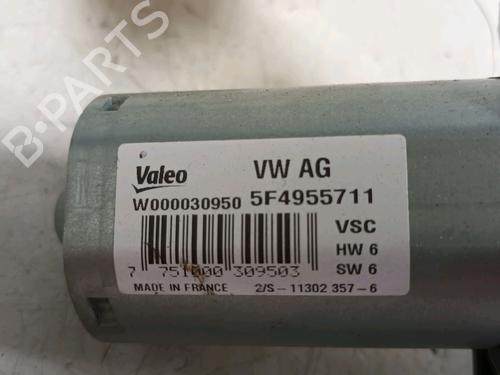 B-PARTS
Valeo VW AG
W000030950 5F4955711
VSC
HW 6
7 751000 309503 SW 6
MADE IN FRANCE 2/S - 11302 357 - 6